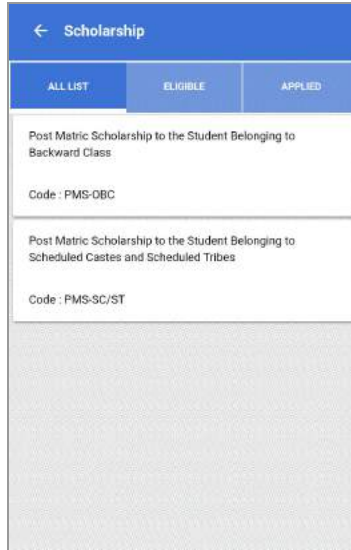 Scholarship
ALL LIST
ELIGIBLE
APPLIED
Post Matric Scholarship to the Student Belonging to
Backward Class
Code : PMS-OBC
Post Matric Scholarship to the Student Belonging to
Scheduled Castes and Scheduled Tribes
Code : PMS-SC/ST